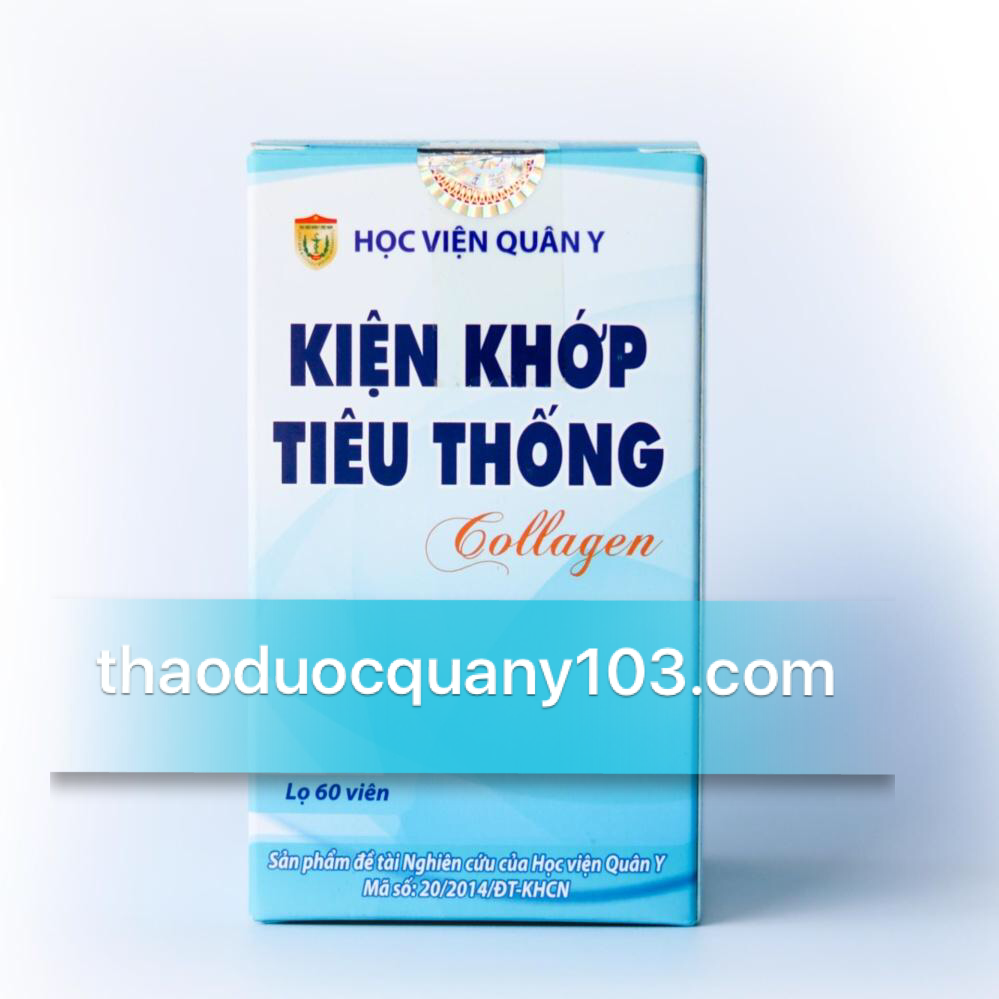 HỌC VIỆN QUÂN Y
KIỆN KHỚP
TIÊU THỐNG
Collagen
thaoduocquany103.com
Lọ 60 viên
Sản phẩm đề tài Nghiên cứu của Học viện Quân Y
Mã số: 20/2014/ĐT-KHCN